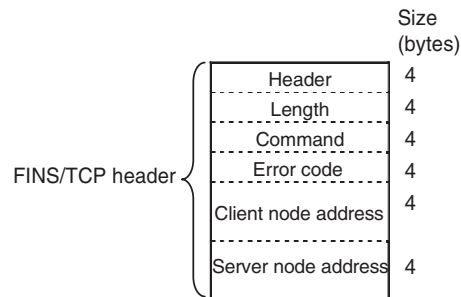 Size
(bytes)
Header 4
Length 4
Command 4
Error code 4
FINS/TCP header
Client node address 4
Server node address 4